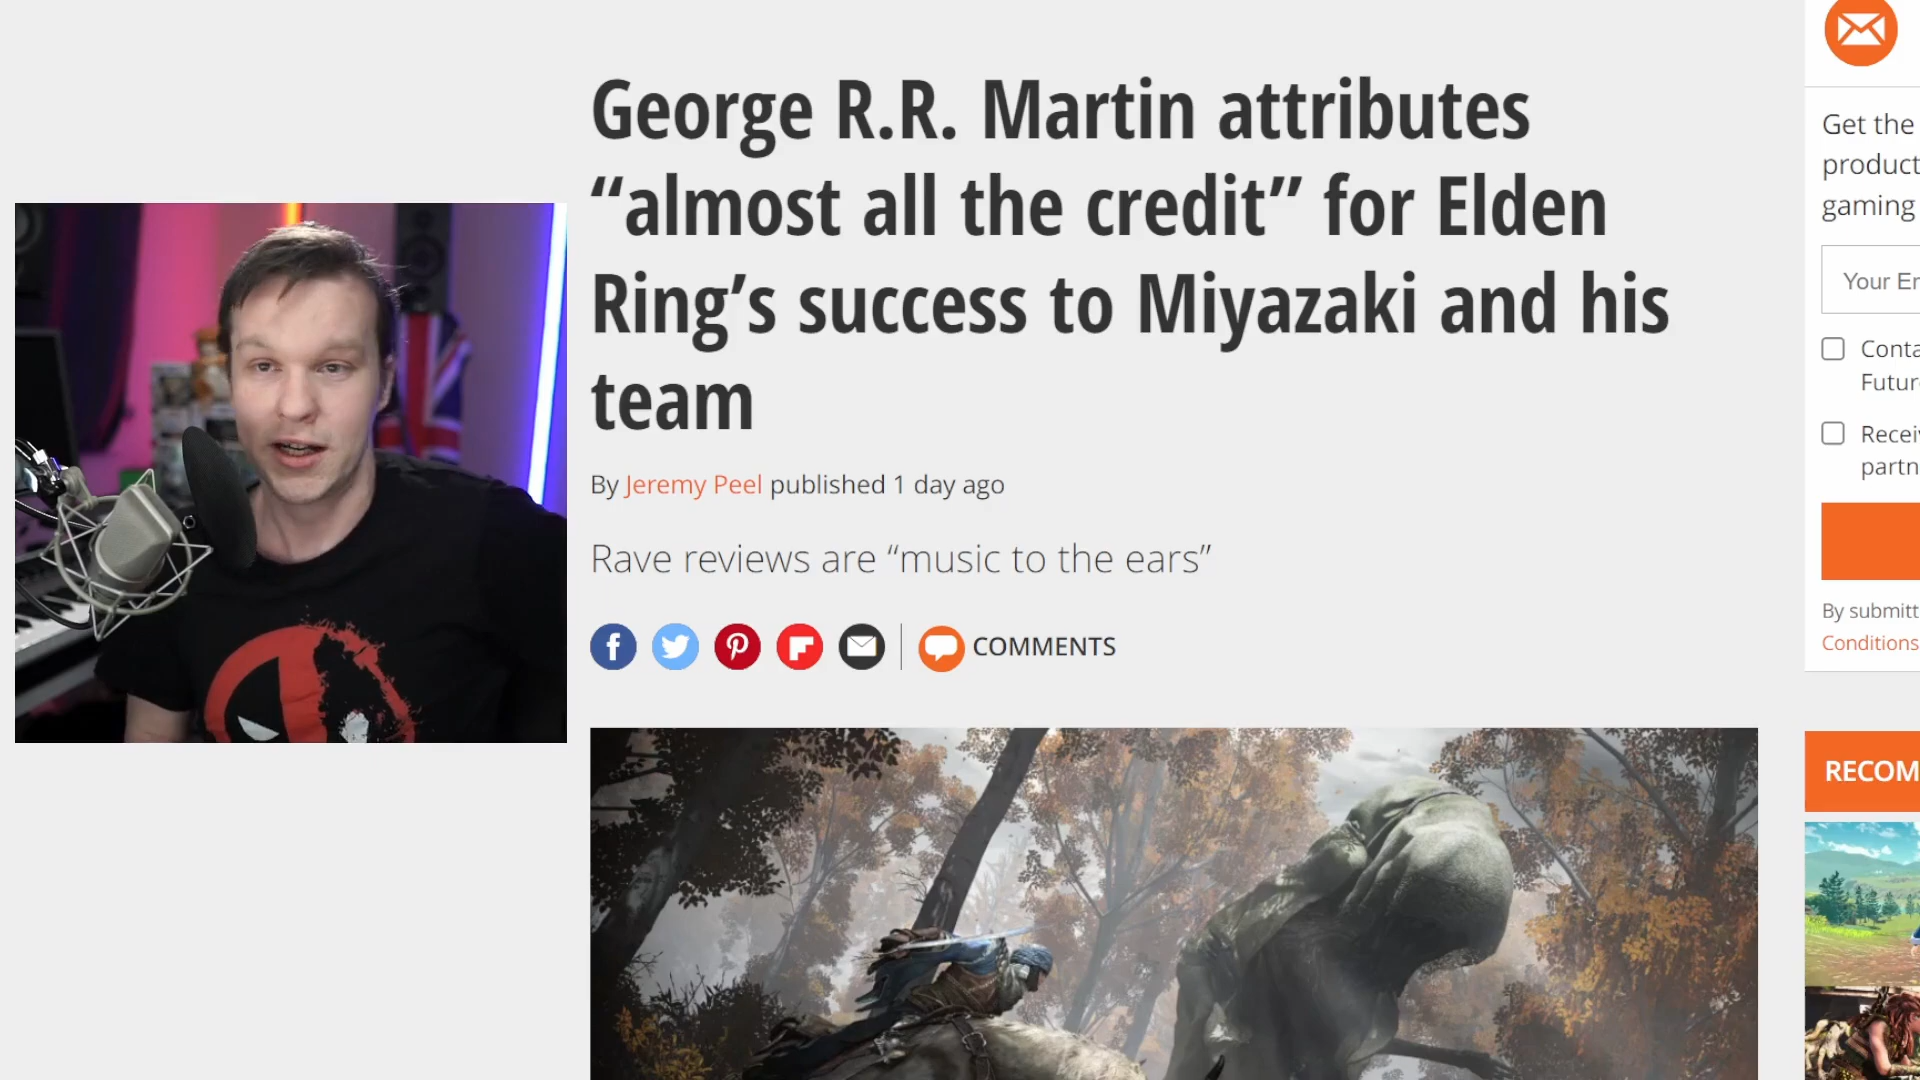 George R.R. Martin attributes
“almost all the credit” for Elden
Ring’s success to Miyazaki and his
team
By Jeremy Peel published 1 day ago
Rave reviews are “music to the ears”
COMMENTS
Get the
product
gaming
Your Er
Conta
Future
Recei
partn
By submitt
Conditions
RECOM